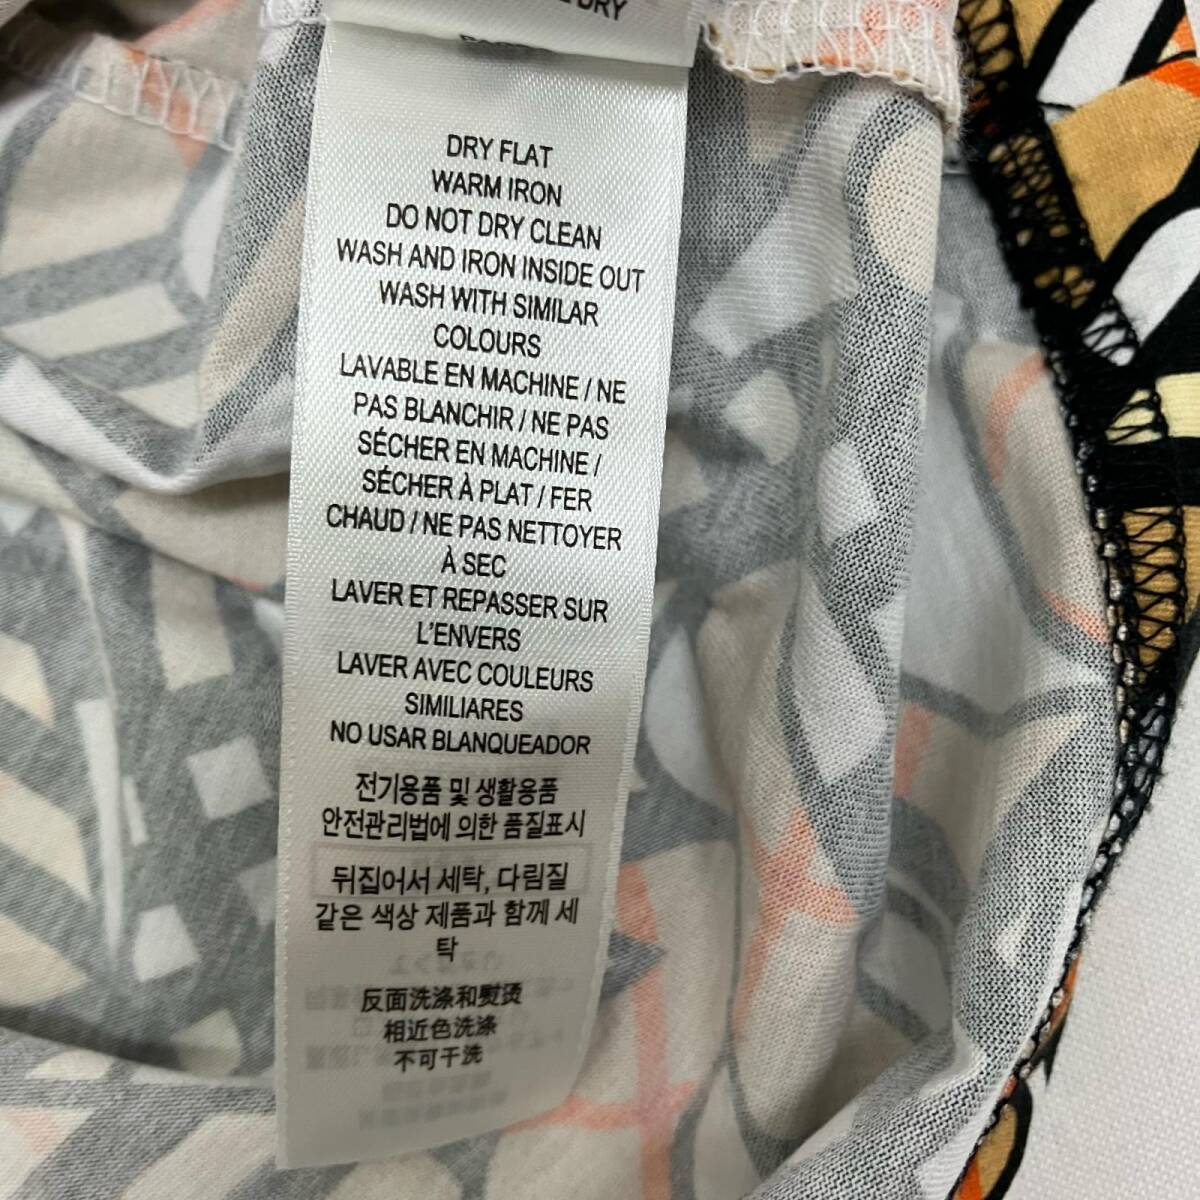 DRY
DRY FLAT
WARM IRON
DO NOT DRY CLEAN
WASH AND IRON INSIDE OUT
WASH WITH SIMILAR
COLOURS
LAVABLE EN MACHINE / NE
PAS BLANCHIR / NE PAS
SÉCHER EN MACHINE /
SÉCHER À PLAT / FER
CHAUD / NE PAS NETTOYER
À SEC
LAVER ET REPASSER SUR
L'ENVERS
LAVER AVEC COULEURS
SIMILIARES
NO USAR BLANQUEADOR
전기용품 및 생활용품
안전관리법에 의한 품질표시
뒤집어서 세탁, 다림질
같은 색상 제품과 함께 세
탁
反面洗涤和熨烫
相近色洗涤
不可干洗